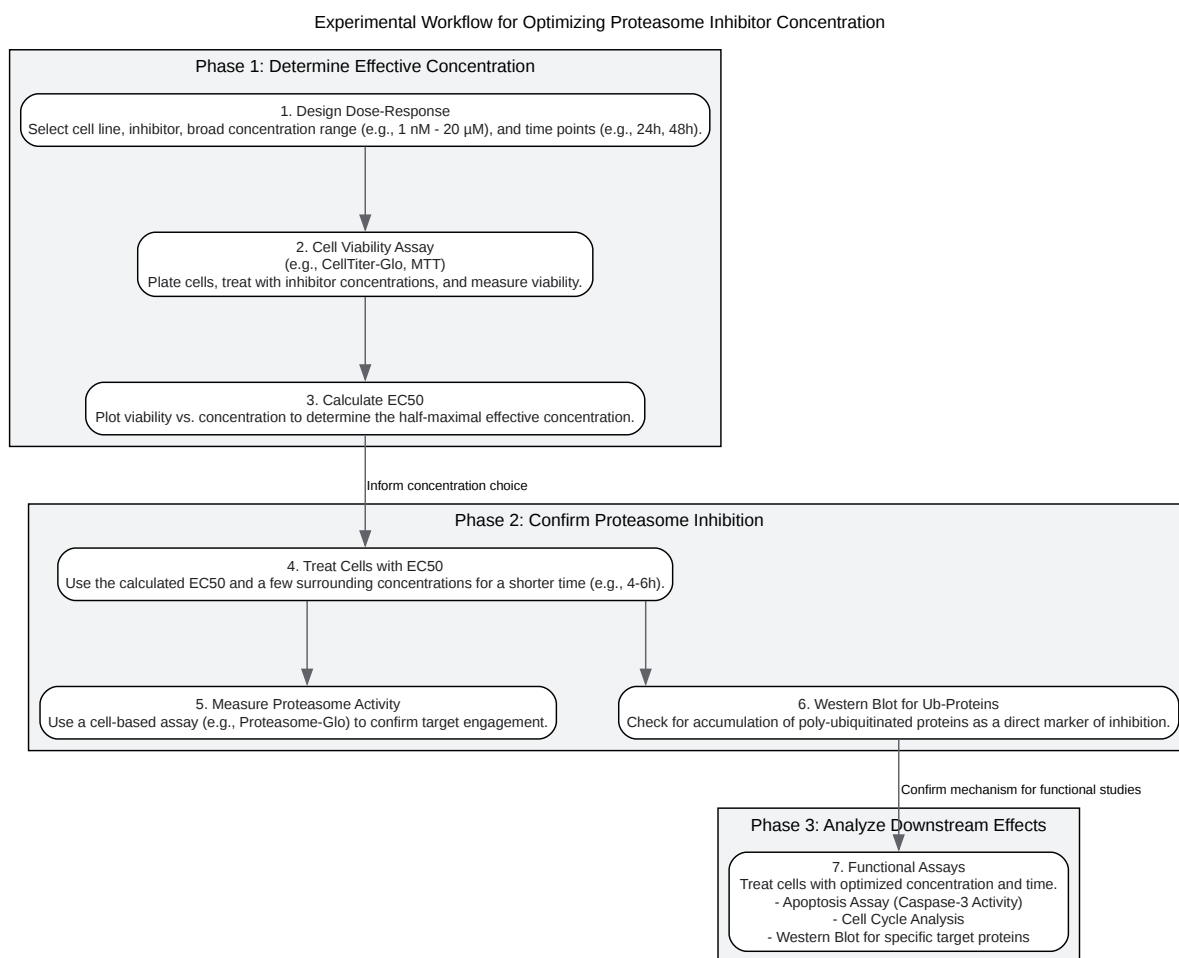 Experimental Workflow for Optimizing Proteasome Inhibitor Concentration
Phase 1: Determine Effective Concentration
1. Design Dose-Response
Select cell line, inhibitor, broad concentration range (e.g., 1 nM - 20 µM), and time points (e.g., 24h, 48h).
2. Cell Viability Assay
(e.g., CellTiter-Glo, MTT)
Plate cells, treat with inhibitor concentrations, and measure viability.
3. Calculate EC50
Plot viability vs. concentration to determine the half-maximal effective concentration.
Inform concentration choice
Phase 2: Confirm Proteasome Inhibition
4. Treat Cells with EC50
Use the calculated EC50 and a few surrounding concentrations for a shorter time (e.g., 4-6h).
5. Measure Proteasome Activity
Use a cell-based assay (e.g., Proteasome-Glo) to confirm target engagement.
6. Western Blot for Ub-Proteins
Check for accumulation of poly-ubiquitinated proteins as a direct marker of inhibition.
Confirm mechanism for functional studies
Phase 3: Analyze Downstream Effects
7. Functional Assays
Treat cells with optimized concentration and time.
- Apoptosis Assay (Caspase-3 Activity)
- Cell Cycle Analysis
- Western Blot for specific target proteins